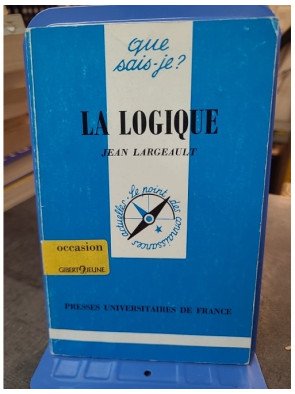 que
sais-je?
LA LOGIQUE
JEAN LARGEAULT
le point des connaissances actuelles
occasion
GIBERT JEUNE
PRESSES UNIVERSITAIRES DE FRANCE